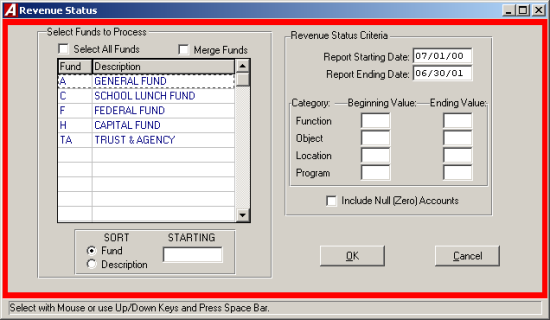 Revenue Status
Select Funds to Process
Select All Funds Merge Funds
Fund Description
A GENERAL FUND
C SCHOOL LUNCH FUND
F FEDERAL FUND
H CAPITAL FUND
TA TRUST & AGENCY
SORT STARTING
Fund
Description
Revenue Status Criteria
Report Starting Date: 07/01/00
Report Ending Date: 06/30/01
Category: Beginning Value: Ending Value:
Function
Object
Location
Program
Include Null (Zero) Accounts
OK Cancel
Select with Mouse or use Up/Down Keys and Press Space Bar.